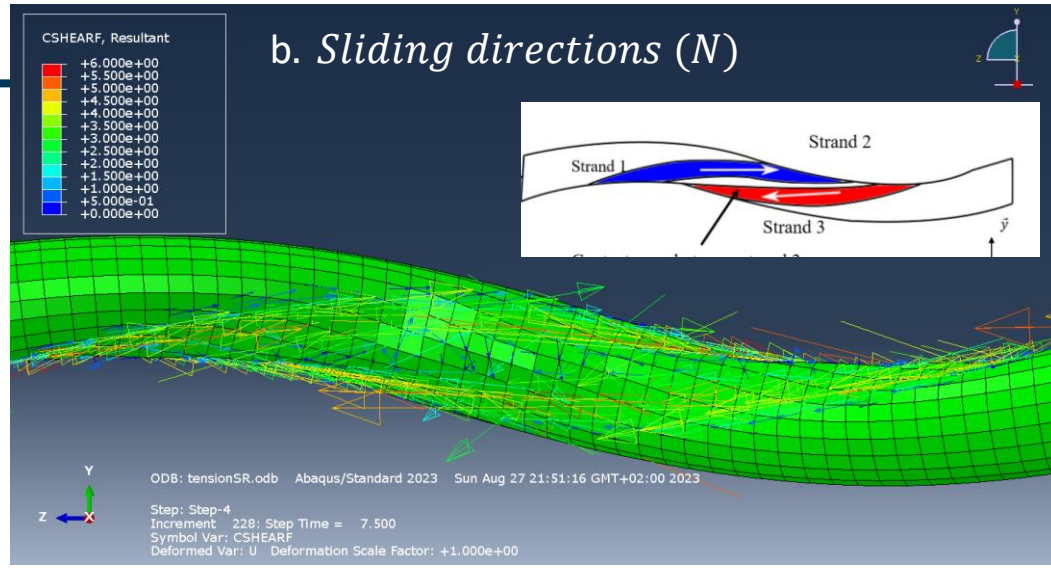 b. Sliding directions (N)
CSHEARF, Resultant
+6.000e+00
+5.500e+00
+5.000e+00
+4.500e+00
+4.000e+00
+3.500e+00
+3.000e+00
+2.500e+00
+2.000e+00
+1.500e+00
+1.000e+00
+5.000e-01
+0.000e+00
Y
Z
Strand 2
Strand 1
Strand 3
y
ODB: tensionSR.odb Abaqus/Standard 2023 Sun Aug 27 21:51:16 GMT+02:00 2023
Y
Z
X
Step: Step-4
Increment 228: Step Time = 7.500
Symbol Var: CSHEARF
Deformed Var: U Deformation Scale Factor: +1.000e+00